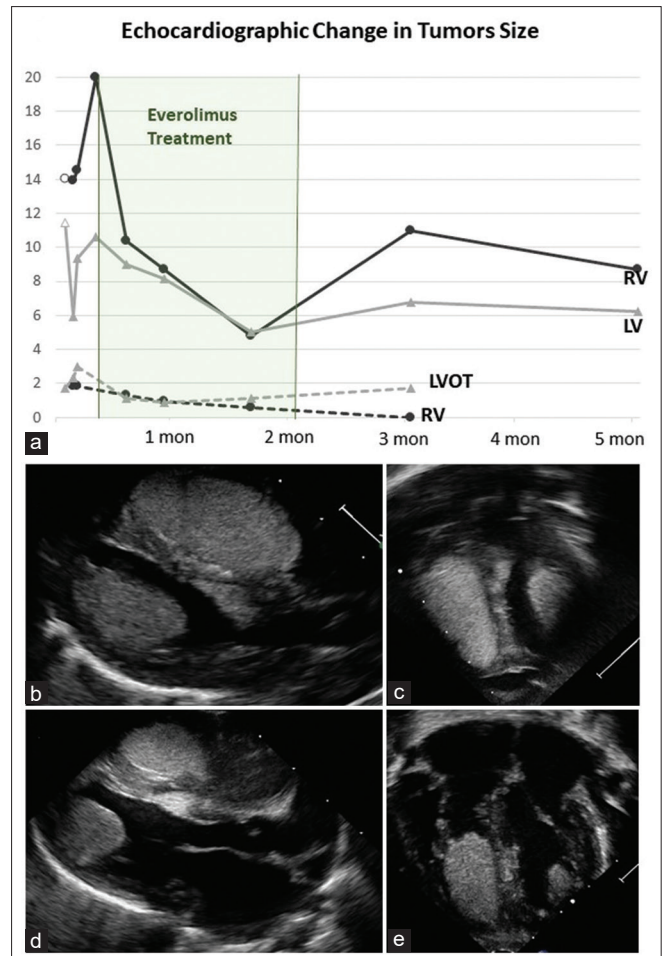 Echocardiographic Change in Tumors Size
20
18
16
14
12
10
8
6
4
2
0
Everolimus
Treatment
RV
LV
LVOT
RV
1 mon
2 mon
3 mon
4 mon
5 mon
a
b
c
d
e